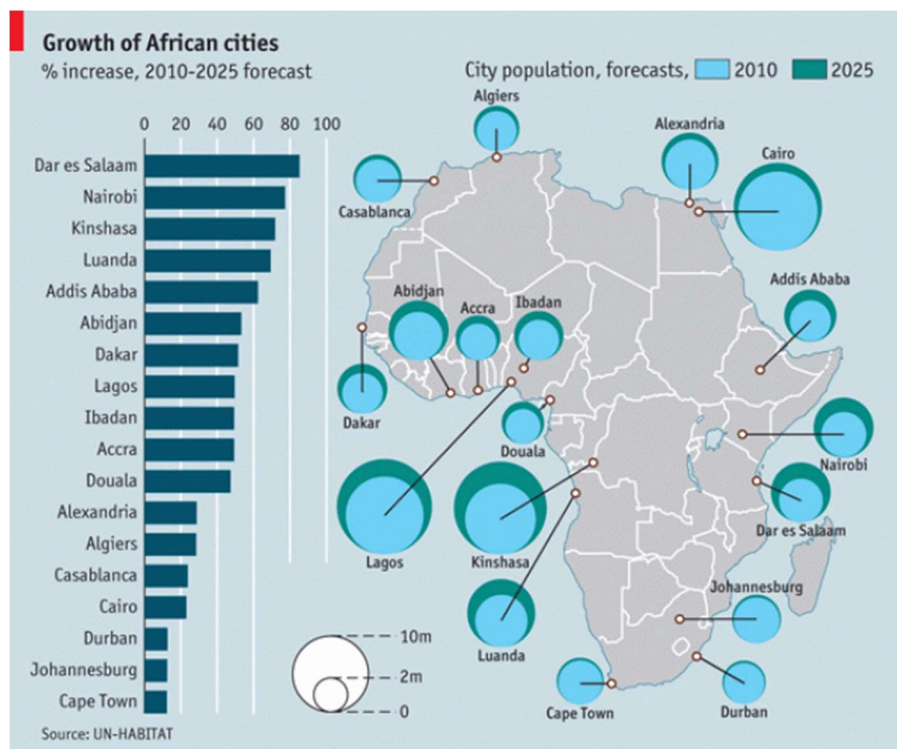 Growth of African cities
% increase, 2010-2025 forecast
0 20 40 60 80 100
Dar es Salaam
Nairobi
Kinshasa
Luanda
Addis Ababa
Abidjan
Dakar
Lagos
Ibadan
Accra
Douala
Alexandria
Algiers
Casablanca
Cairo
Durban
Johannesburg
Cape Town
Source: UN-HABITAT
City population, forecasts, 2010 2025
Algiers
Alexandria
Cairo
Casablanca
Addis Ababa
Abidjan
Accra
Ibadan
Dakar
Douala
Nairobi
Dar es Salaam
Lagos
Kinshasa
Johannesburg
Luanda
Cape Town
Durban
10m
2m
0